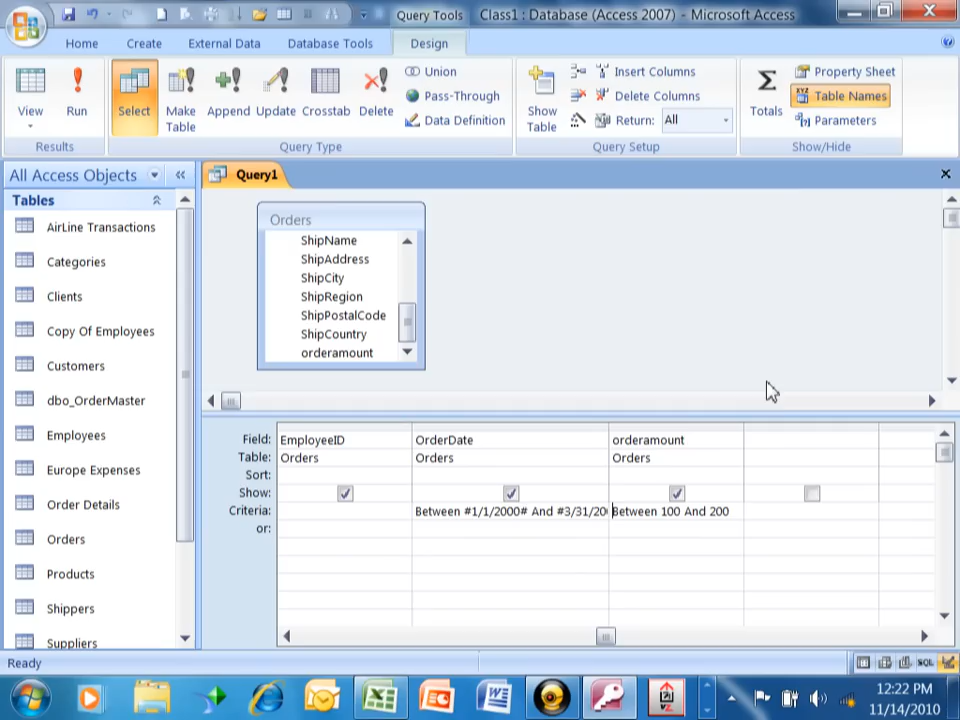 Query Tools Class1 : Database (Access 2007) - Microsoft Access
Home Create External Data Database Tools Design
View
Run
Select
Make
Table
Append
Update
Crosstab
Delete
Union
Pass-Through
Data Definition
Show
Table
Insert Columns
Delete Columns
Return: All
Totals
Property Sheet
Table Names
Parameters
Results
Query Type
Query Setup
Show/Hide
All Access Objects
Tables
AirLine Transactions
Categories
Clients
Copy Of Employees
Customers
dbo_OrderMaster
Employees
Europe Expenses
Order Details
Orders
Products
Shippers
Suppliers
Query1
Orders
ShipName
ShipAddress
ShipCity
ShipRegion
ShipPostalCode
ShipCountry
orderamount
Field: EmployeeID OrderDate orderamount
Table: Orders Orders Orders
Sort:
Show:
Criteria: Between #1/1/2000# And #3/31/20 Between 100 And 200
or:
Ready
SQL
12:22 PM
11/14/2010